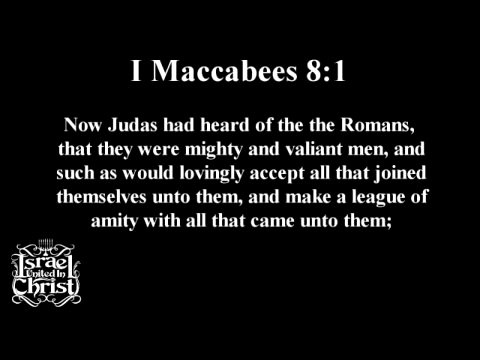 I Maccabees 8:1
Now Judas had heard of the the Romans,
that they were mighty and valiant men, and
such as would lovingly accept all that joined
themselves unto them, and make a league of
amity with all that came unto them;
Israel
United In
Christ